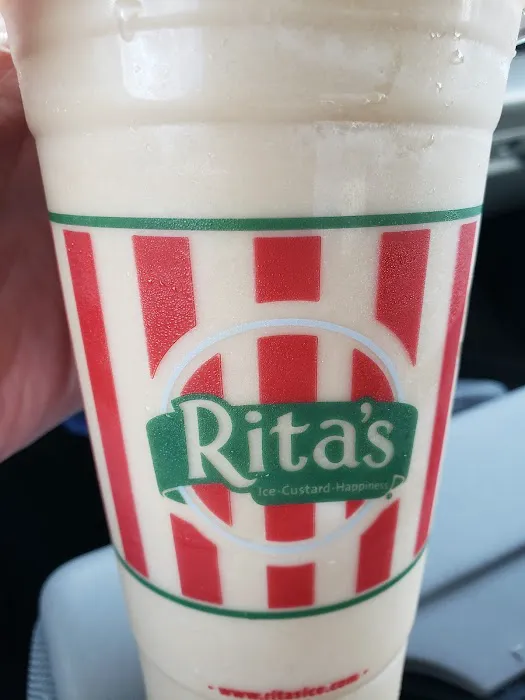 Rita's
Ice-Custard-Happiness
- www.ritasice.com -